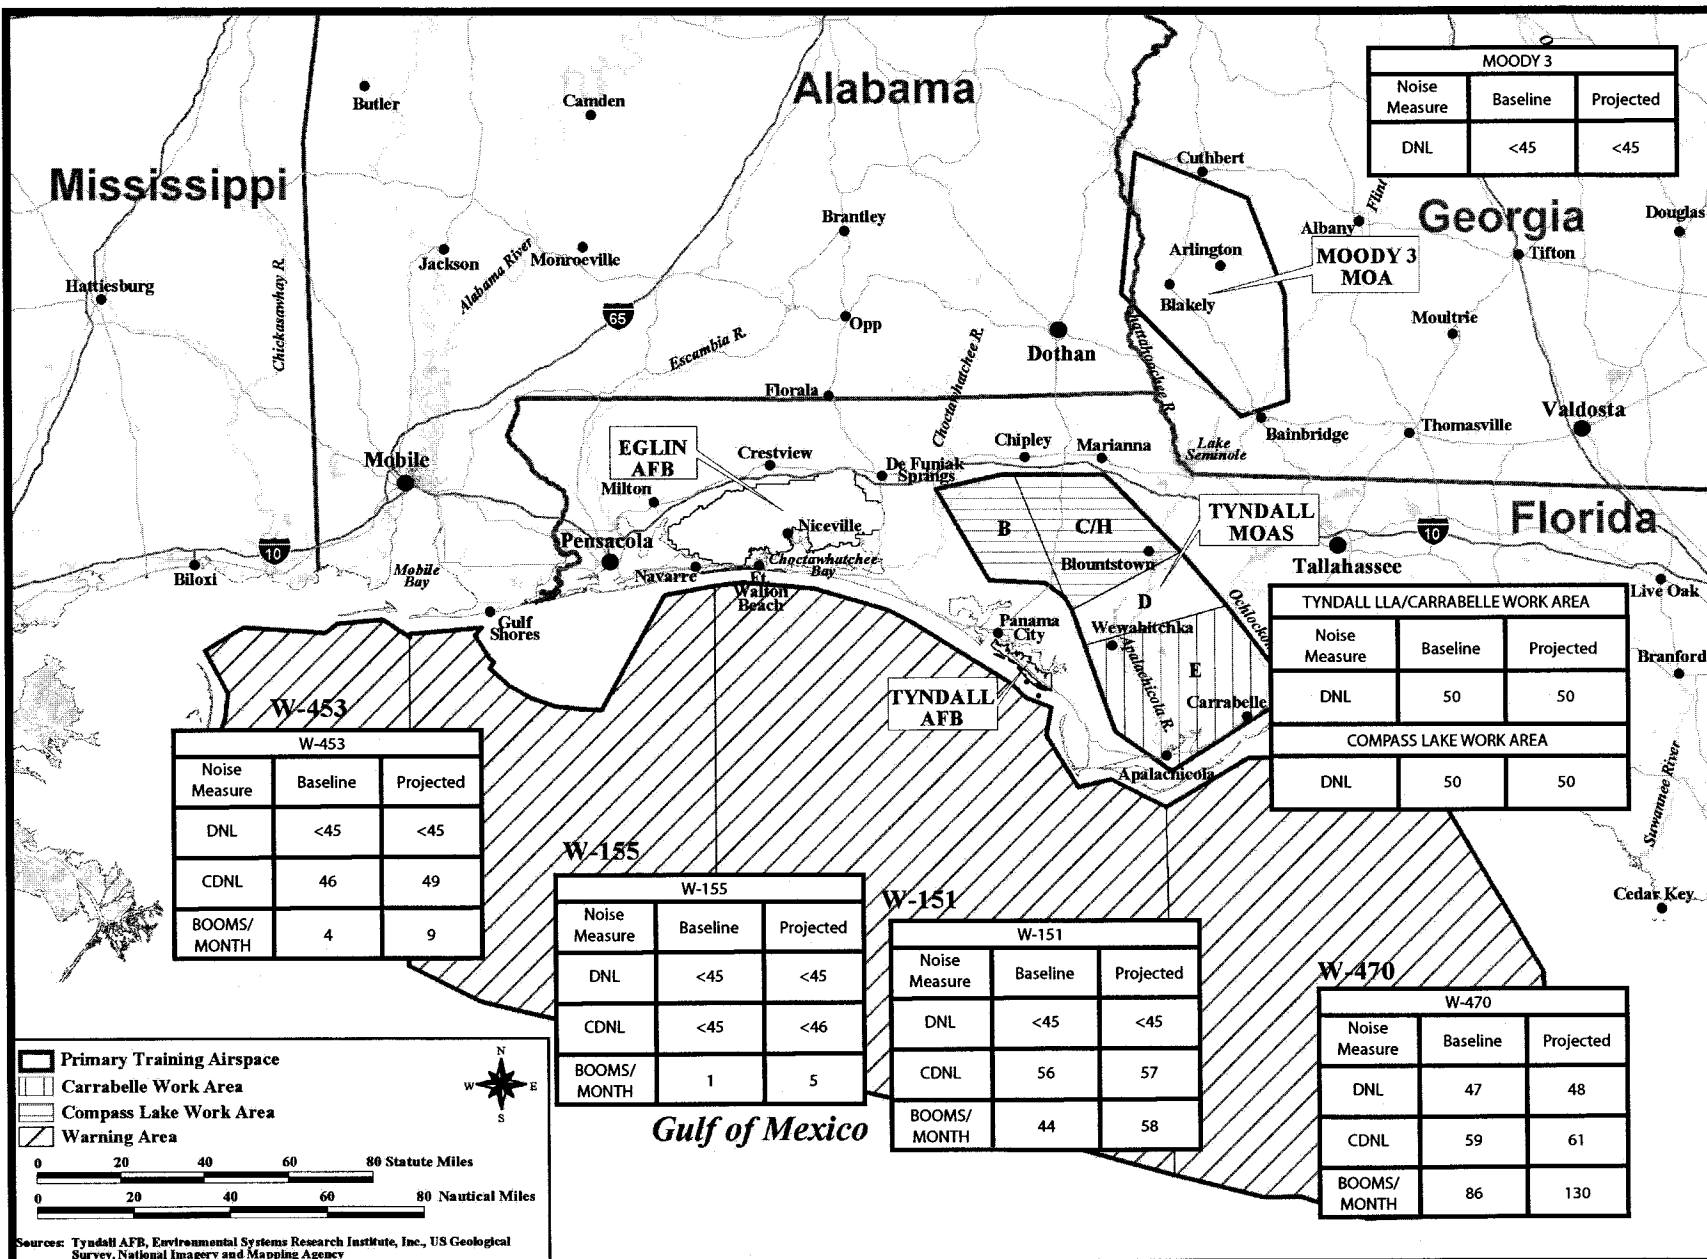 Alabama
Mississippi
Georgia
Florida
Butler
Camden
Cuthbert
Brantley
Albany
Flint
Douglas
Tifton
Arlington
Blakely
MOODY 3
MOA
Jackson
Monroeville
Alabama River
Hattiesburg
Chickasawhay R.
65
Escambia R.
Opp
Choctawhatchee R.
Dothan
Chattahoochee R.
Moultrie
Florala
Valdosta
Thomasville
Bainbridge
Lake
Seminole
Chipley
Marianna
De Funiak
Springs
Crestview
EGLIN
AFB
Milton
Mobile
Niceville
Pensacola
Navarre
Choctawhatchee
Bay
Ft.
Walton
Beach
Mobile
Bay
Gulf
Shores
10
Biloxi
B
C/H
TYNDALL
MOAS
Blountstown
D
Wewahitchka
E
Apalachicola R.
Carrabelle
Apalachicola
Panama
City
TYNDALL
AFB
10
Tallahassee
Live Oak
Branford
Suwannee River
Cedar Key
MOODY 3
Noise Measure Baseline Projected
DNL <45 <45
TYNDALL LLA/CARRABELLE WORK AREA
Noise Measure Baseline Projected
DNL 50 50
COMPASS LAKE WORK AREA
DNL 50 50
W-453
W-453
Noise Measure Baseline Projected
DNL <45 <45
CDNL 46 49
BOOMS/MONTH 4 9
W-155
W-155
Noise Measure Baseline Projected
DNL <45 <45
CDNL <45 <46
BOOMS/MONTH 1 5
W-151
W-151
Noise Measure Baseline Projected
DNL <45 <45
CDNL 56 57
BOOMS/MONTH 44 58
W-470
W-470
Noise Measure Baseline Projected
DNL 47 48
CDNL 59 61
BOOMS/MONTH 86 130
Gulf of Mexico
Primary Training Airspace
Carrabelle Work Area
Compass Lake Work Area
Warning Area
N
W E
S
0 20 40 60 80 Statute Miles
0 20 40 60 80 Nautical Miles
Sources: Tyndall AFB, Environmental Systems Research Institute, Inc., US Geological
Survey, National Imagery and Mapping Agency